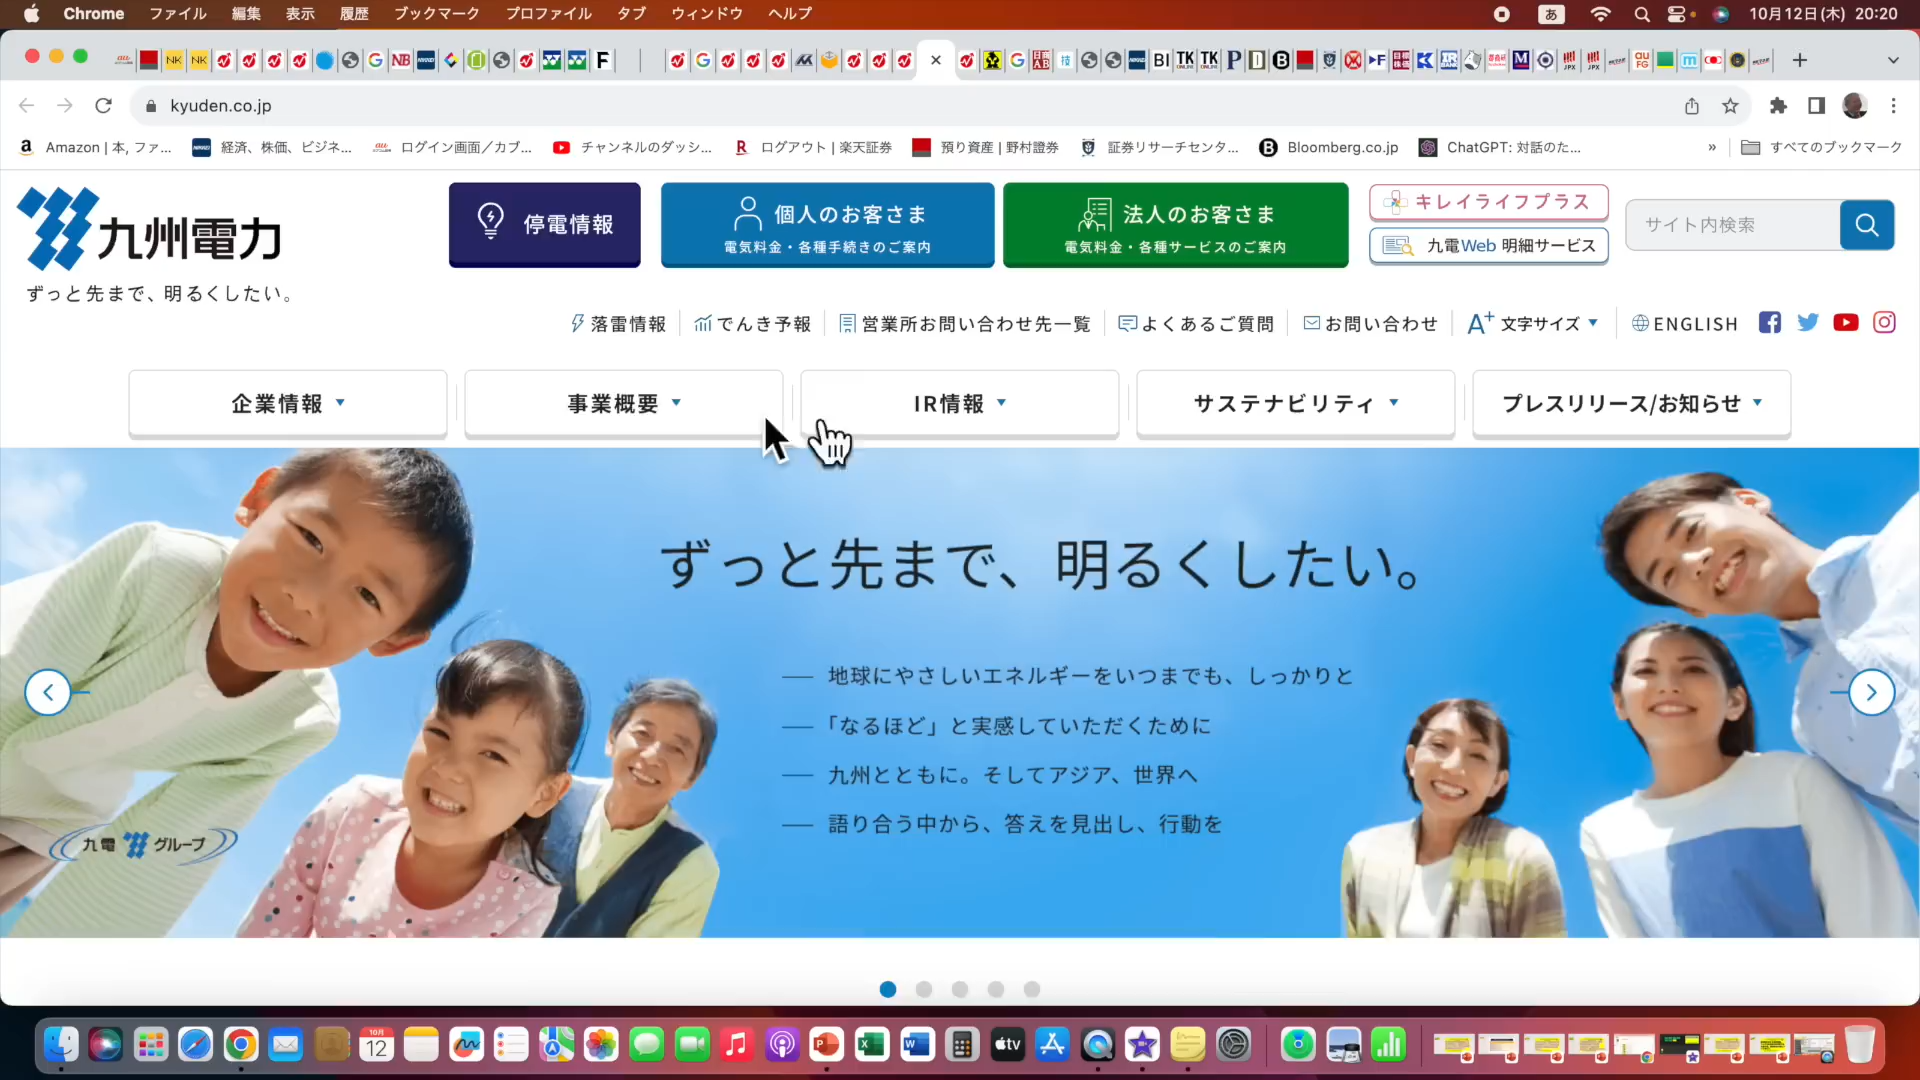 Chrome ファイル 編集 表示 履歴 ブックマーク プロファイル タブ ウィンドウ ヘルプ
あ 10月12日(木) 20:20
kyuden.co.jp
Amazon | 本, ファ... 経済、株価、ビジネ... ログイン画面／カブ... チャンネルのダッシ... ログアウト | 楽天証券 預り資産 | 野村證券 証券リサーチセンタ... Bloomberg.co.jp ChatGPT: 対話のた... » すべてのブックマーク
九州電力
ずっと先まで、明るくしたい。
停電情報
個人のお客さま
電気料金・各種手続きのご案内
法人のお客さま
電気料金・各種サービスのご案内
キレイライフプラス
九電Web 明細サービス
サイト内検索
落雷情報 でんき予報 営業所お問い合わせ先一覧 よくあるご質問 お問い合わせ A+ 文字サイズ ENGLISH
企業情報 事業概要 IR情報 サステナビリティ プレスリリース/お知らせ
ずっと先まで、明るくしたい。
地球にやさしいエネルギーをいつまでも、しっかりと
「なるほど」と実感していただくために
九州とともに。そしてアジア、世界へ
語り合う中から、答えを見出し、行動を
九電 グループ
10月
12
tv